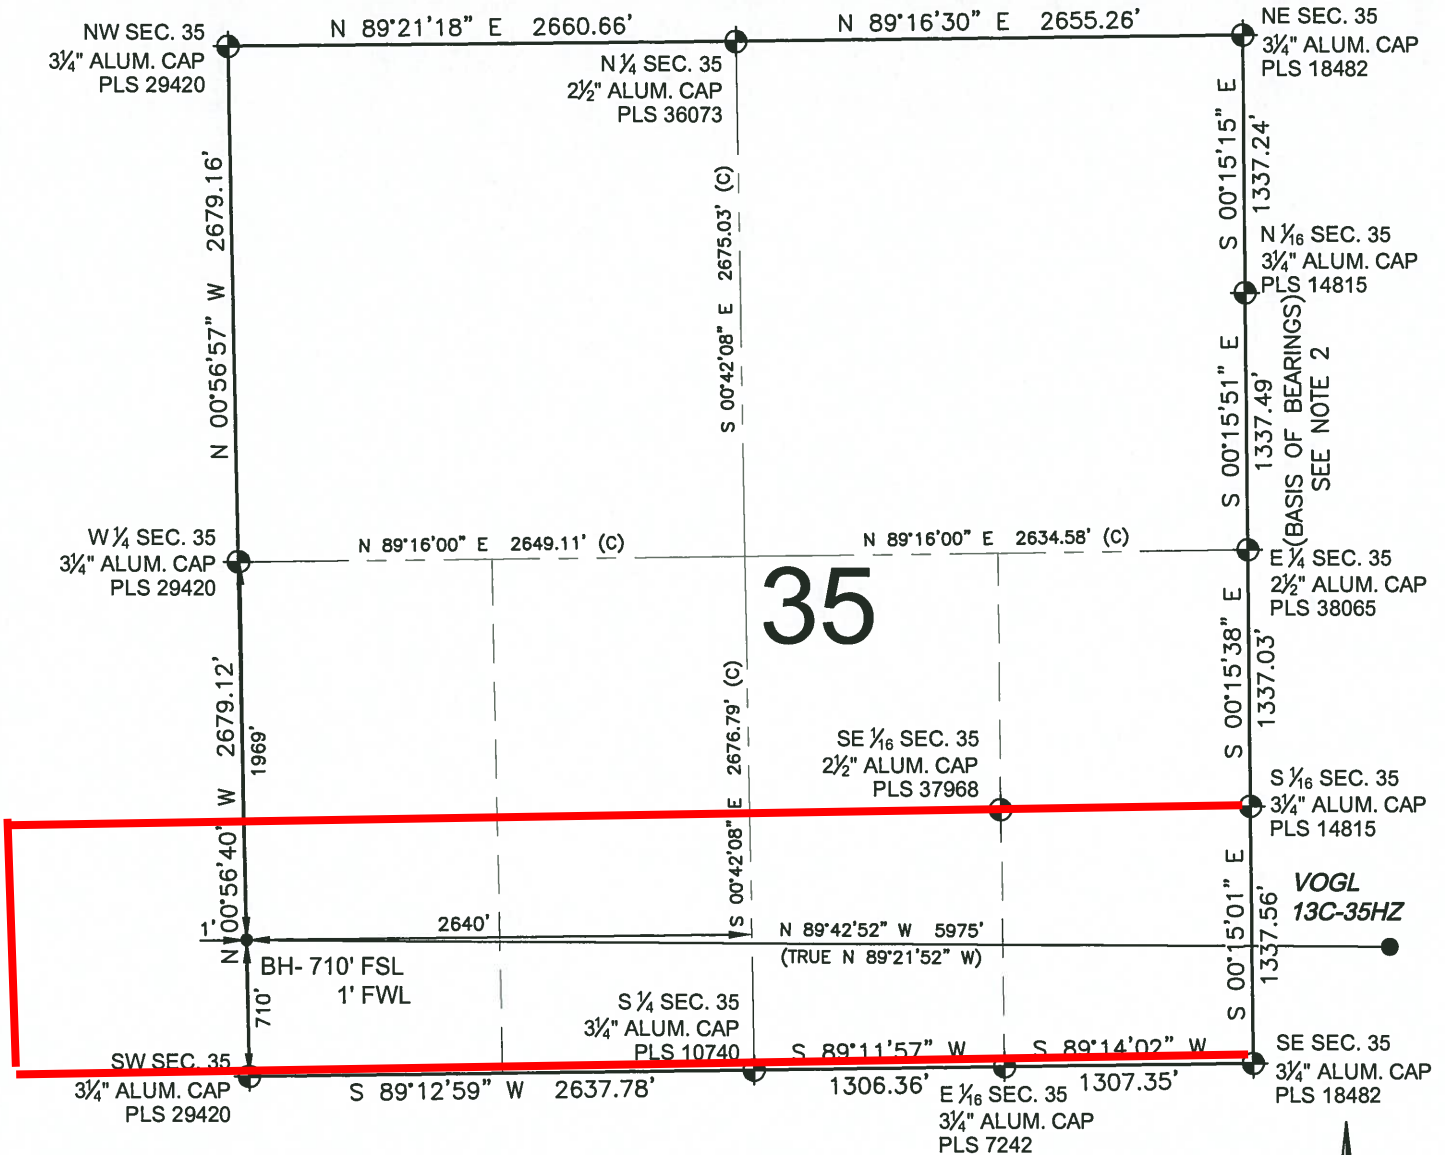 N 89°21'18" E 2660.66'
N 89°16'30" E 2655.26'
NW SEC. 35
3¼" ALUM. CAP
PLS 29420
N ¼ SEC. 35
2½" ALUM. CAP
PLS 36073
NE SEC. 35
3¼" ALUM. CAP
PLS 18482
N 00°56'57" W 2679.16'
S 00°42'08" E 2675.03' (C)
S 00°15'15" E
1337.24'
N 1/16 SEC. 35
3¼" ALUM. CAP
PLS 14815
S 00°15'51" E
1337.49'
(BASIS OF BEARINGS)
SEE NOTE 2
W ¼ SEC. 35
3¼" ALUM. CAP
PLS 29420
N 89°16'00" E 2649.11' (C)
N 89°16'00" E 2634.58' (C)
E ¼ SEC. 35
2½" ALUM. CAP
PLS 38065
35
N 00°56'40" W 2679.12'
1969'
S 00°42'08" E 2676.79' (C)
S 00°15'38" E
1337.03'
SE 1/16 SEC. 35
2½" ALUM. CAP
PLS 37968
S 1/16 SEC. 35
3¼" ALUM. CAP
PLS 14815
VOGL
13C-35HZ
1'
2640'
N 89°42'52" W 5975'
(TRUE N 89°21'52" W)
S 00°15'01" E
1337.56'
BH- 710' FSL
1' FWL
710'
S ¼ SEC. 35
3¼" ALUM. CAP
PLS 10740
SW SEC. 35
3¼" ALUM. CAP
PLS 29420
S 89°12'59" W 2637.78'
S 89°11'57" W
1306.36'
S 89°14'02" W
1307.35'
E 1/16 SEC. 35
3¼" ALUM. CAP
PLS 7242
SE SEC. 35
3¼" ALUM. CAP
PLS 18482